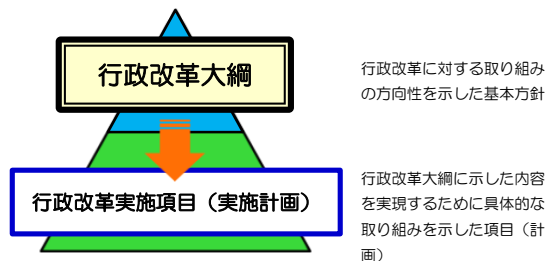 行政改革大綱
行政改革に対する取り組み
の方向性を示した基本方針
行政改革実施項目（実施計画）
行政改革大綱に示した内容
を実現するために具体的な
取り組みを示した項目（計
画）